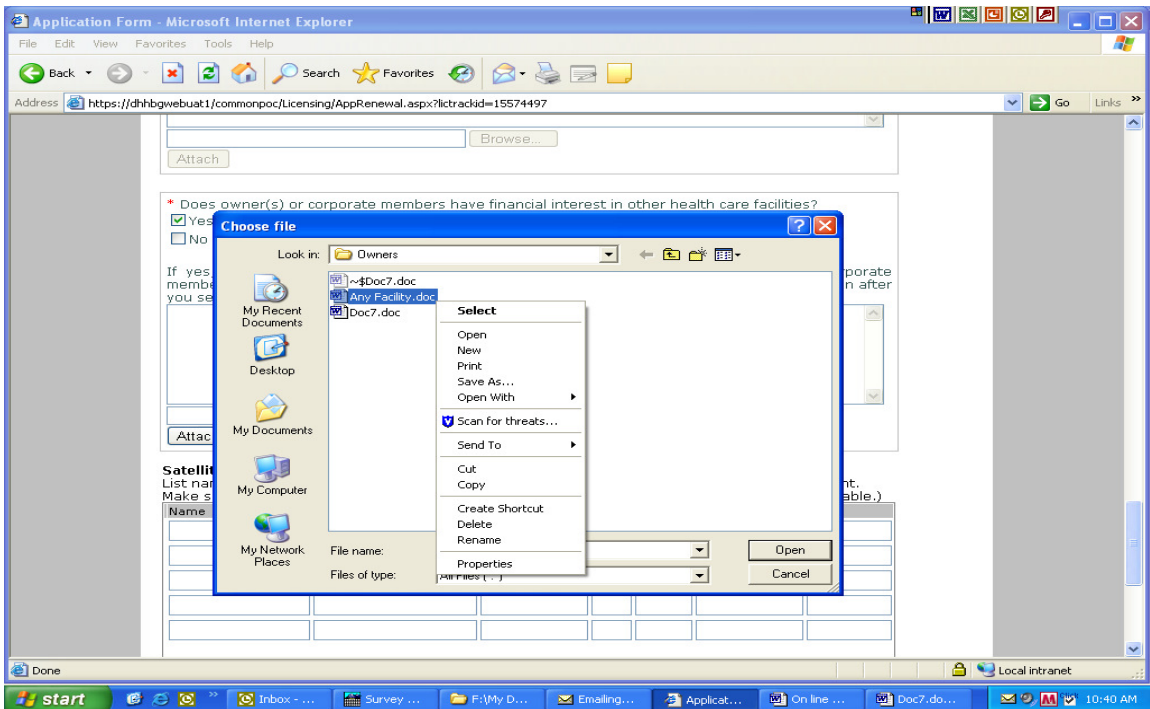 Application Form - Microsoft Internet Explorer
File Edit View Favorites Tools Help
Back Search Favorites
Address https://dhhbgwebuat1/commonpoc/Licensing/AppRenewal.aspx?lictrackid=15574497 Go Links »
Browse...
Attach
* Does owner(s) or corporate members have financial interest in other health care facilities?
Yes
No
If yes, porate
membe n after
you se
Attac
Satellit
List nar nt.
Make s able.)
Name
Choose file
Look in: Owners
My Recent Documents
Desktop
My Documents
My Computer
My Network Places
~$Doc7.doc
Any Facility.doc
Doc7.doc
Select
Open
New
Print
Save As...
Open With
Scan for threats...
Send To
Cut
Copy
Create Shortcut
Delete
Rename
Properties
File name: Open
Files of type: All Files (*.*) Cancel
Done Local intranet
start Inbox - ... Survey ... F:\My D... Emailing... Applicat... On line ... Doc7.do... 10:40 AM